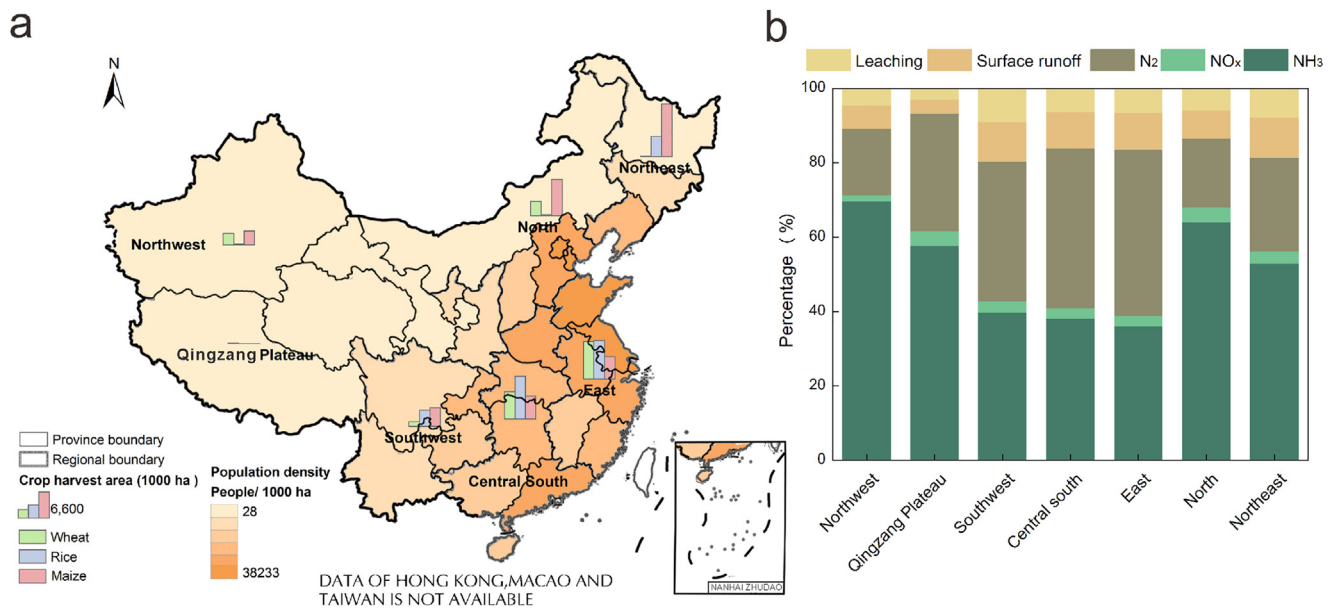 a
N
Northeast
North
Northwest
Qingzang Plateau
East
Southwest
Central South
Province boundary
Regional boundary
Crop harvest area (1000 ha )
6,600
Wheat
Rice
Maize
Population density
People/ 1000 ha
28
38233
DATA OF HONG KONG,MACAO AND
TAIWAN IS NOT AVAILABLE
NANHAI ZHUDAO
b
Leaching Surface runoff N2 NOx NH3
Percentage ( %)
100
80
60
40
20
0
Northwest
Qingzang Plateau
Southwest
Central south
East
North
Northeast